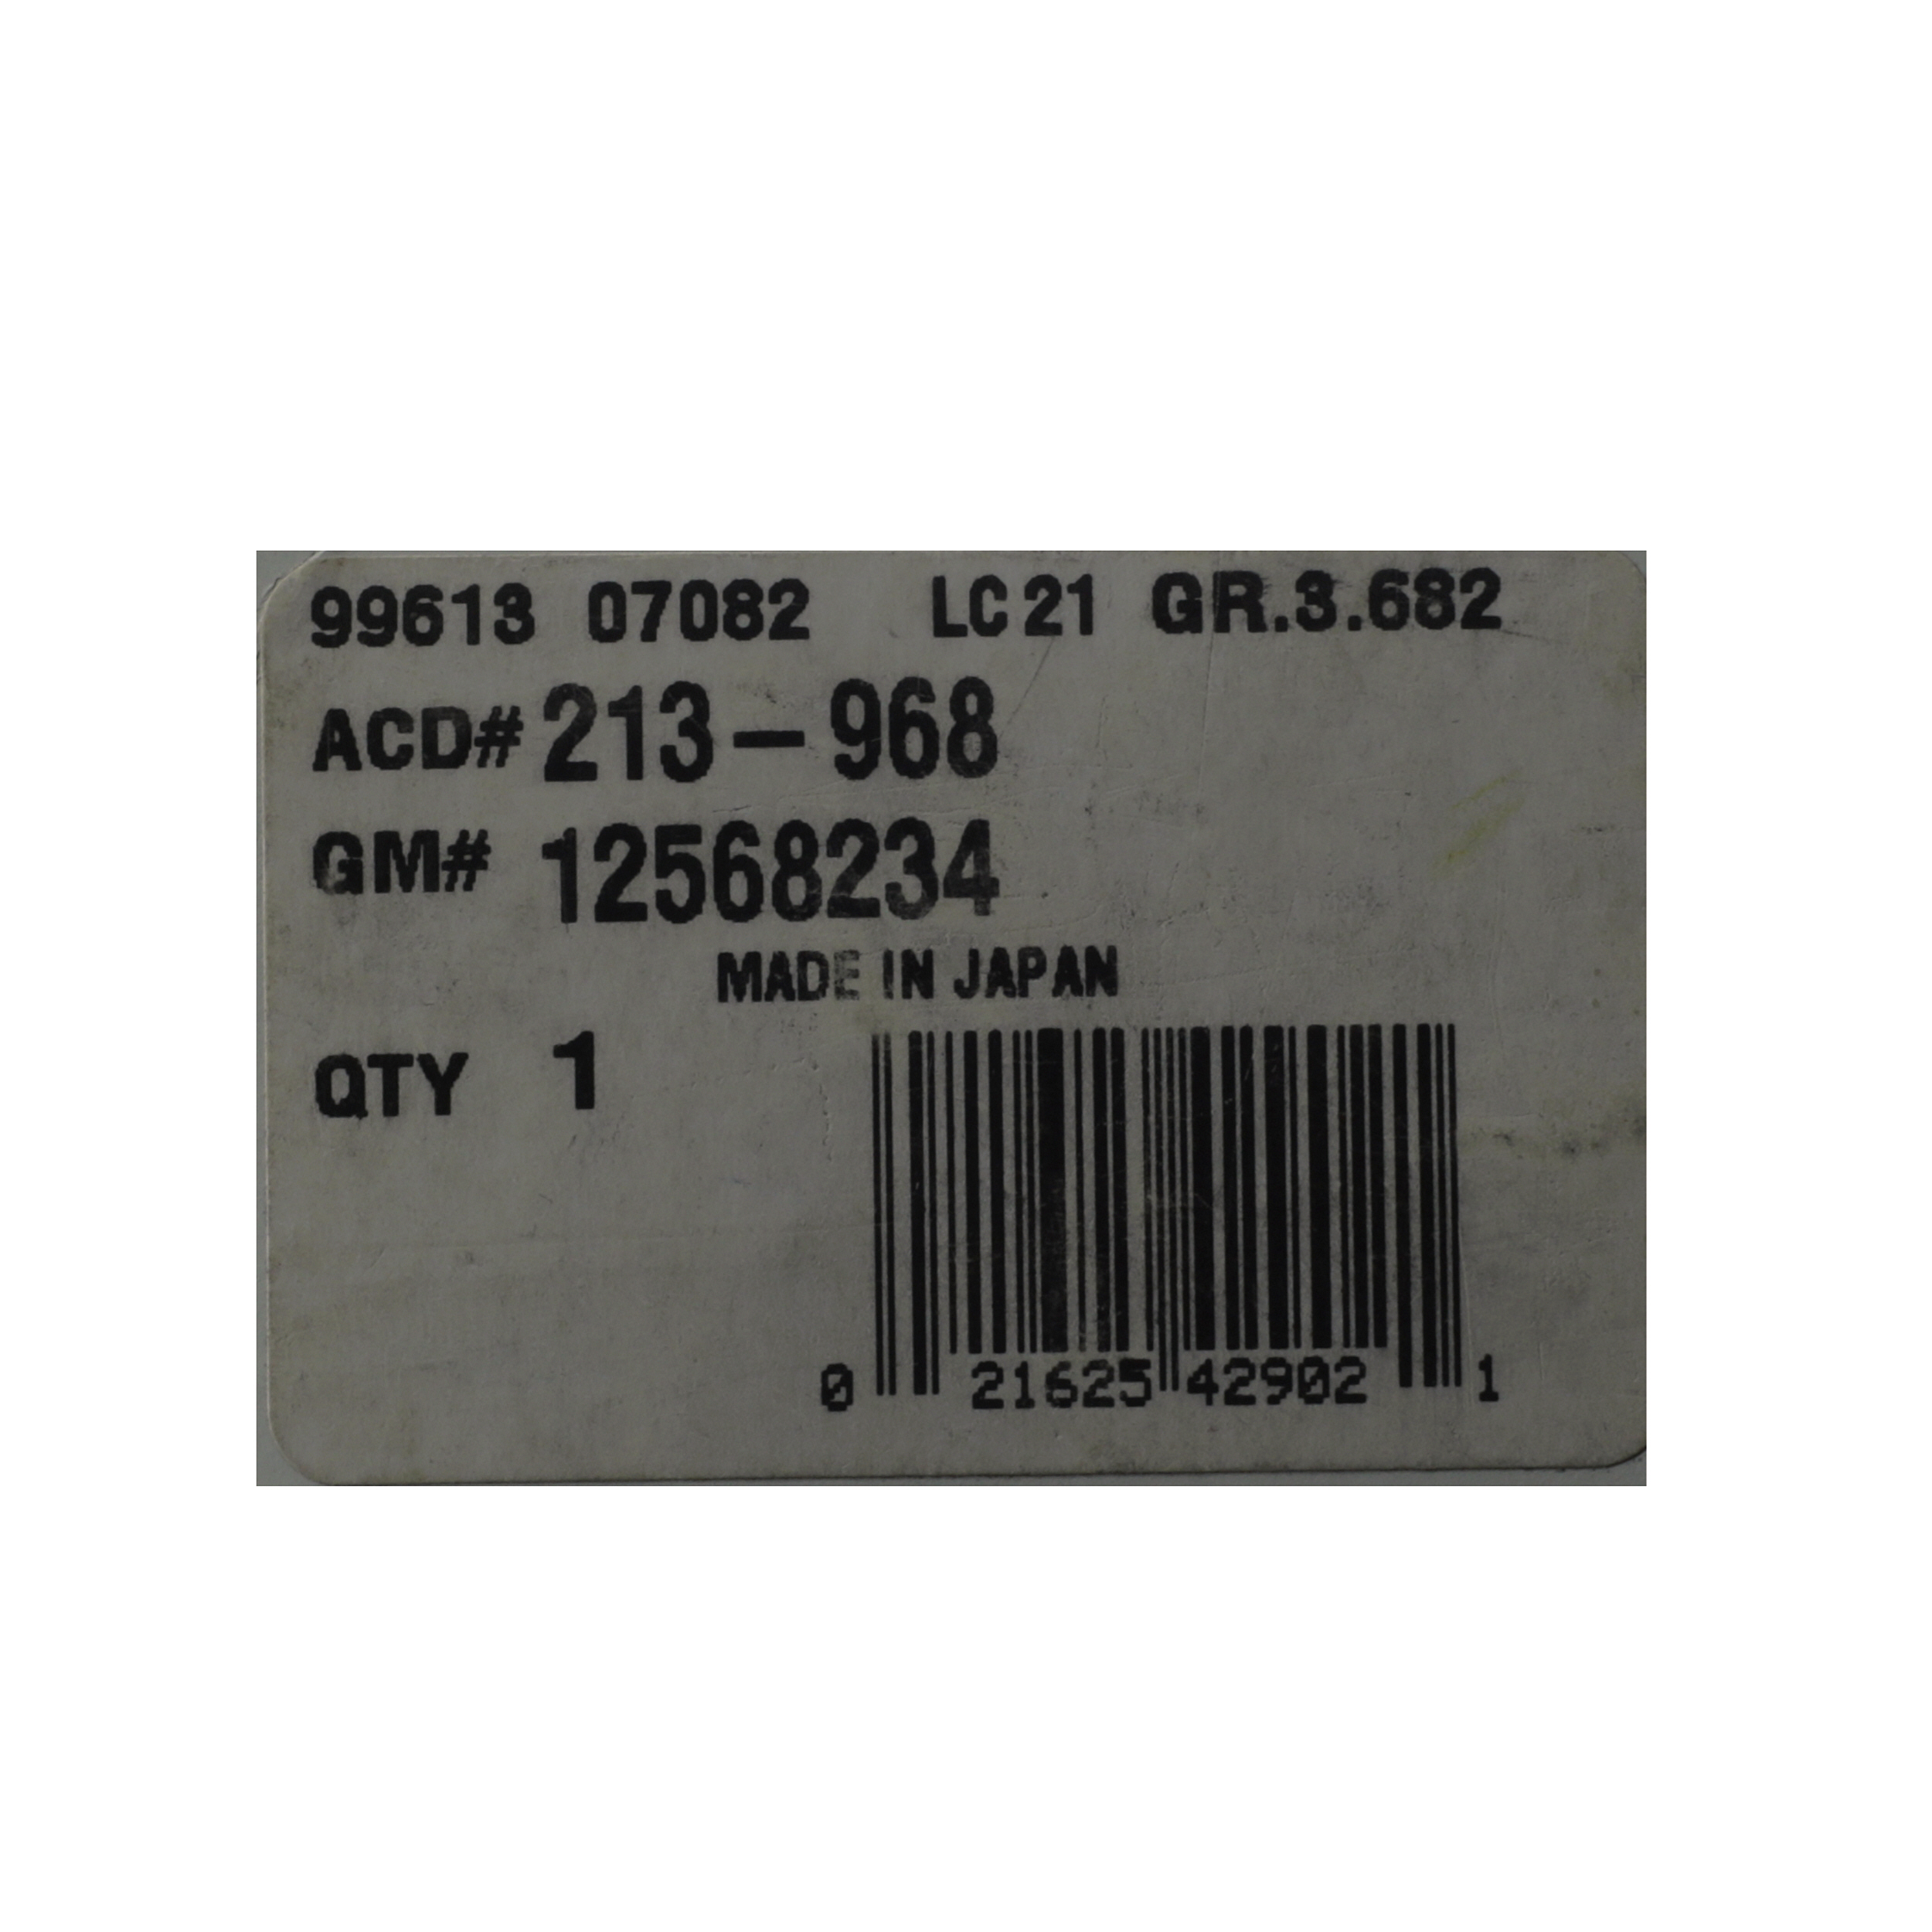 99613 07082 LC21 GR.3.682
ACD# 213-968
GM# 12568234
MADE IN JAPAN
QTY 1
0 21625 42902 1